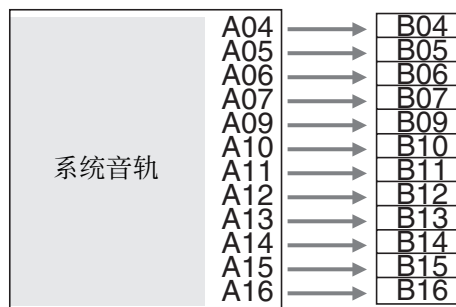 A04 B04
A05 B05
A06 B06
A07 B07
A09 B09
A10 B10
系统音轨 A11 B11
A12 B12
A13 B13
A14 B14
A15 B15
A16 B16